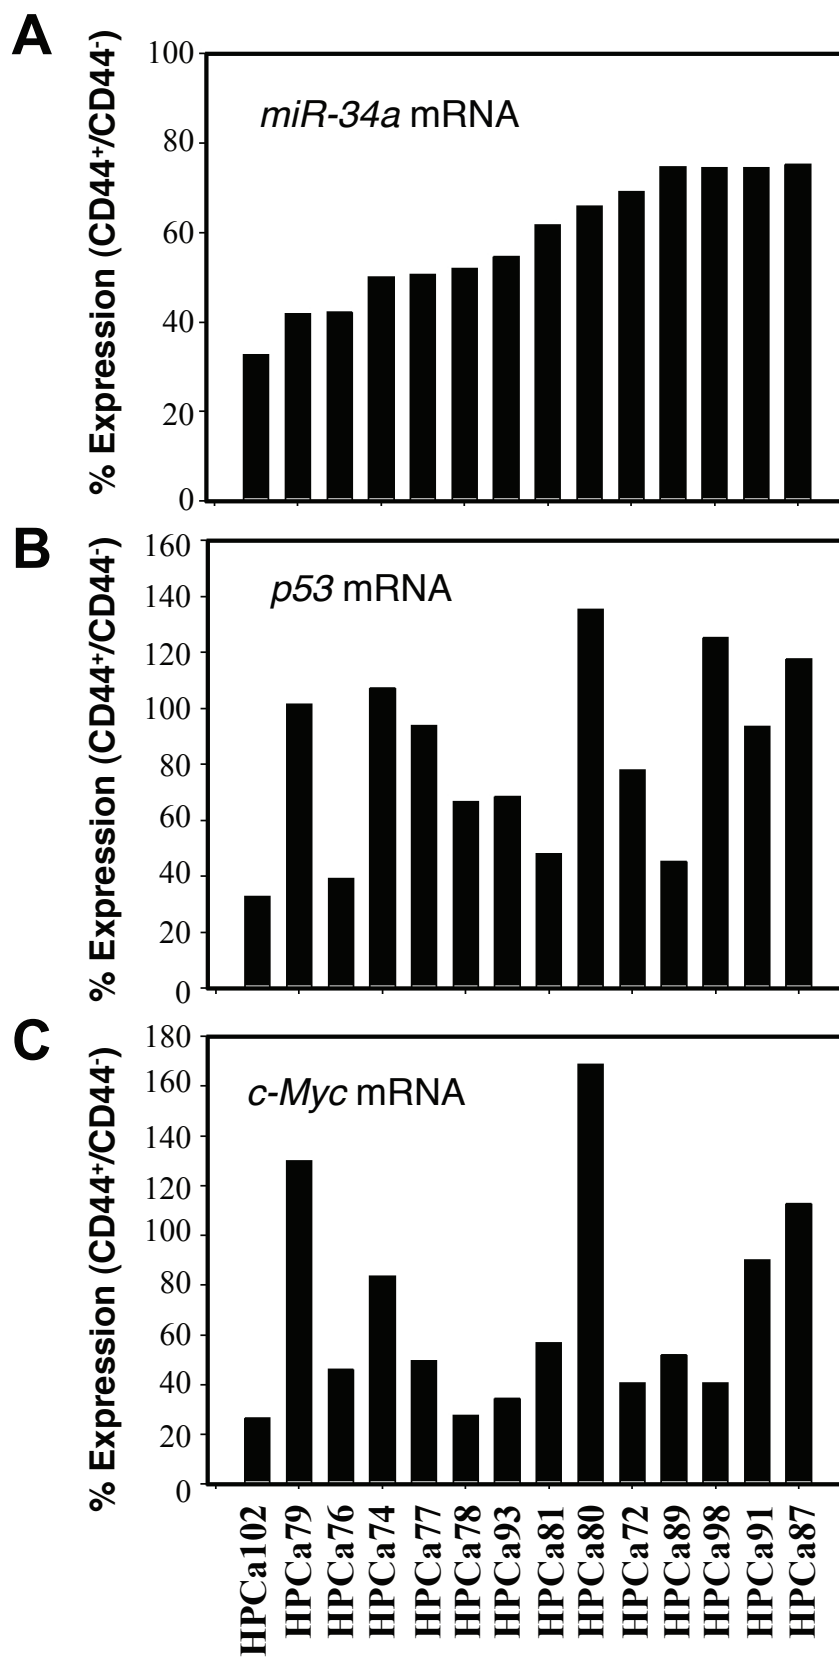 A
% Expression (CD44+/CD44-)
100
80
60
40
20
0
miR-34a mRNA
B
% Expression (CD44+/CD44-)
160
140
120
100
80
60
40
20
0
p53 mRNA
C
% Expression (CD44+/CD44-)
180
160
140
120
100
80
60
40
20
0
c-Myc mRNA
HPCa102
HPCa79
HPCa76
HPCa74
HPCa77
HPCa78
HPCa93
HPCa81
HPCa80
HPCa72
HPCa89
HPCa98
HPCa91
HPCa87